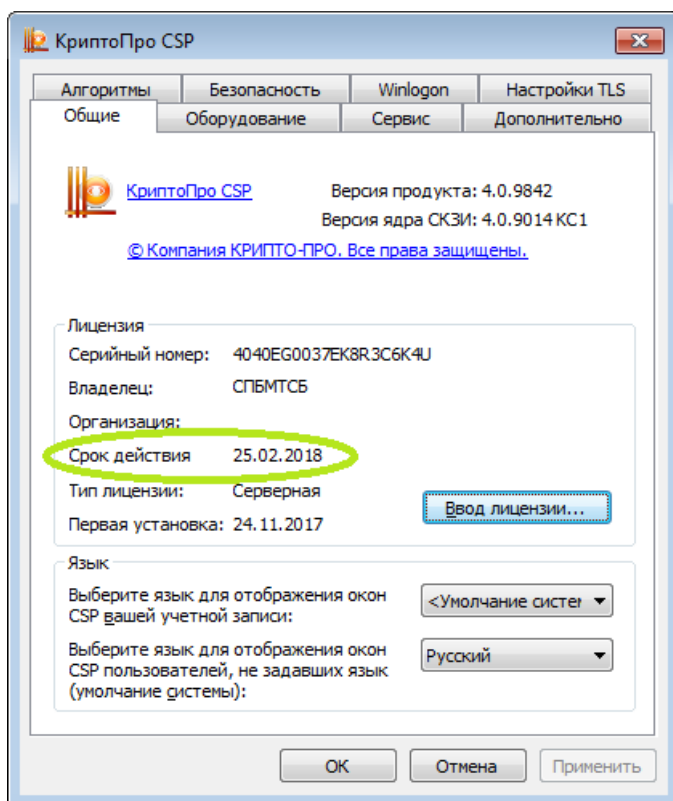 КриптоПро CSP
Алгоритмы Безопасность Winlogon Настройки TLS
Общие Оборудование Сервис Дополнительно
КриптоПро CSP Версия продукта: 4.0.9842
Версия ядра СКЗИ: 4.0.9014 КС1
© Компания КРИПТО-ПРО. Все права защищены.
Лицензия
Серийный номер: 4040EG0037EK8R3C6K4U
Владелец: СПБМТСБ
Организация:
Срок действия 25.02.2018
Тип лицензии: Серверная
Ввод лицензии...
Первая установка: 24.11.2017
Язык
Выберите язык для отображения окон
CSP вашей учетной записи:
<Умолчание систе
Выберите язык для отображения окон
CSP пользователей, не задавших язык
(умолчание системы):
Русский
ОК Отмена Применить